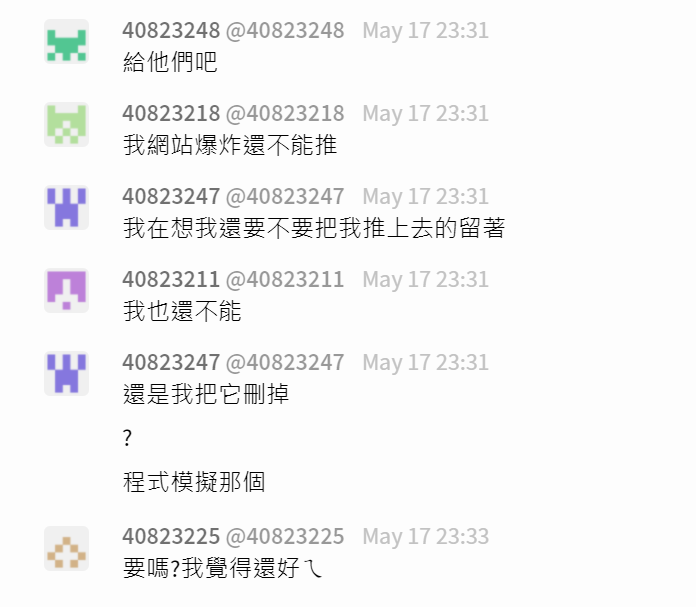 40823248 @40823248 May 17 23:31
給他們吧
40823218 @40823218 May 17 23:31
我網站爆炸還不能推
40823247 @40823247 May 17 23:31
我在想我還要不要把我推上去的留著
40823211 @40823211 May 17 23:31
我也還不能
40823247 @40823247 May 17 23:31
還是我把它刪掉
?
程式模擬那個
40823225 @40823225 May 17 23:33
要嗎?我覺得還好ㄟ